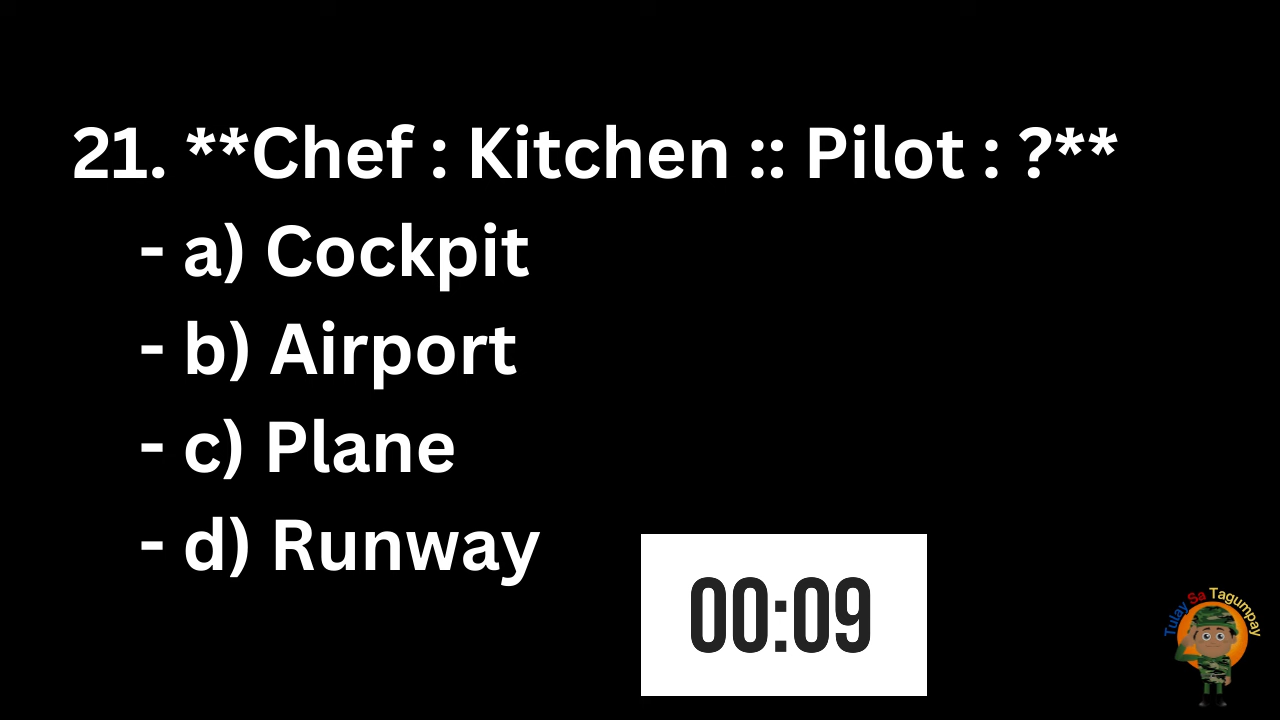 21. **Chef : Kitchen :: Pilot : ?**
- a) Cockpit
- b) Airport
- c) Plane
- d) Runway
00:09
Tulay Sa Tagumpay